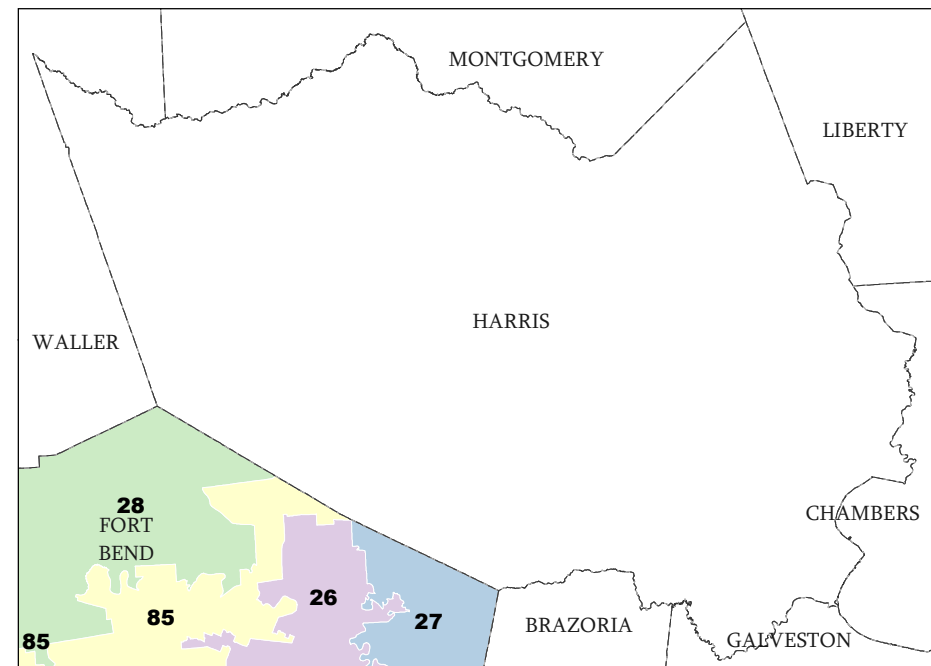 MONTGOMERY
LIBERTY
HARRIS
WALLER
28
FORT
BEND
CHAMBERS
26
85
27
BRAZORIA
85
GALVESTON